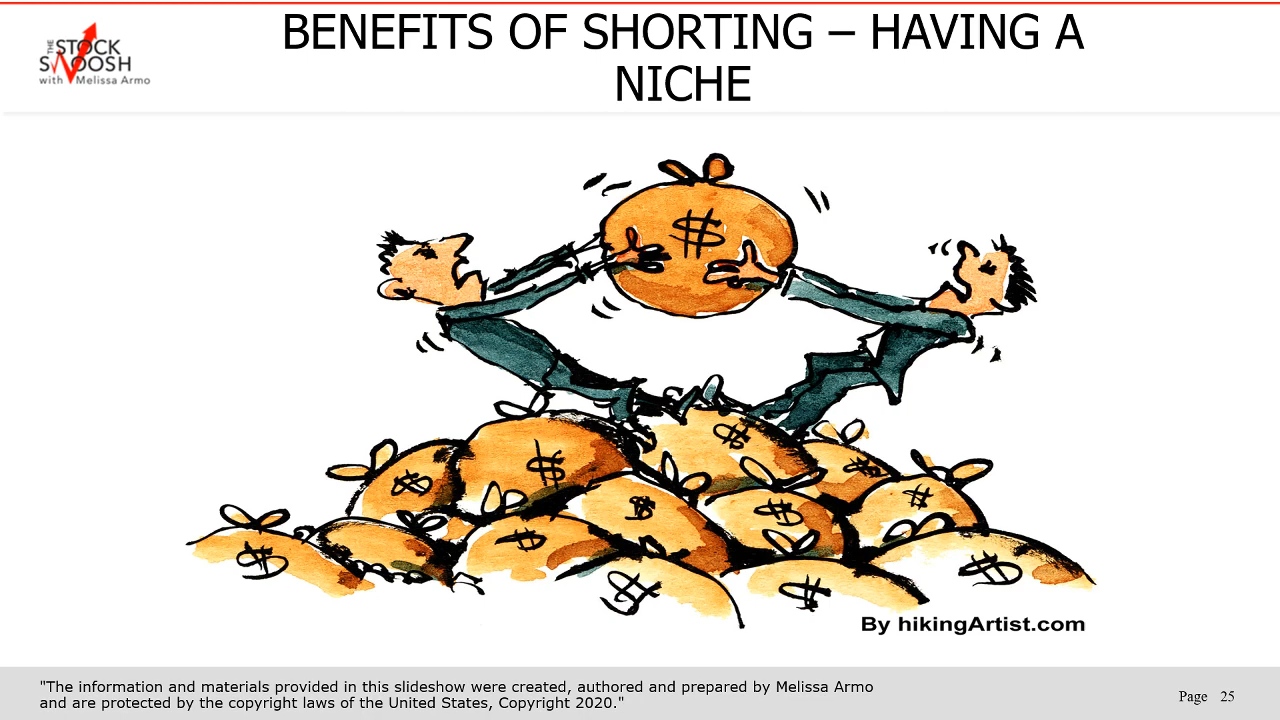 BENEFITS OF SHORTING – HAVING A
NICHE
THE
STOCK
SWOOSH
with Melissa Armo
$
$
$
$
$
$
$
$
$
$
$
$
$
By hikingArtist.com
"The information and materials provided in this slideshow were created, authored and prepared by Melissa Armo
and are protected by the copyright laws of the United States, Copyright 2020."
Page 25